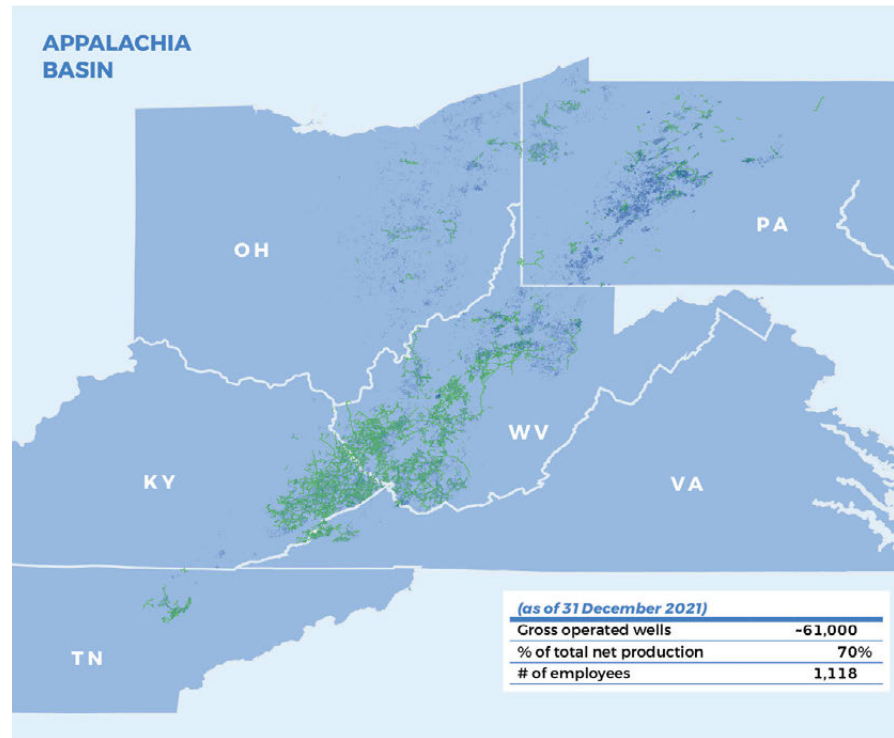 APPALACHIA
BASIN
OH
PA
WV
KY
VA
TN
(as of 31 December 2021)
Gross operated wells ~61,000
% of total net production 70%
# of employees 1,118